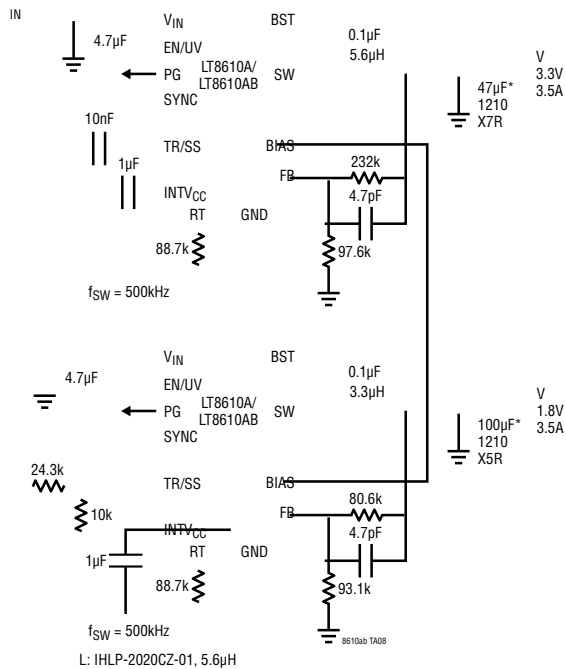 IN
VIN
BST
4.7µF
0.1µF
5.6µH
EN/UV
PG
LT8610A/
LT8610AB
SW
SYNC
47µF*
1210
X7R
V
3.3V
3.5A
10nF
TR/SS
BIAS
1µF
FB
232k
4.7pF
INTVCC
RT
GND
88.7k
97.6k
fSW = 500kHz
VIN
BST
4.7µF
0.1µF
3.3µH
EN/UV
PG
LT8610A/
LT8610AB
SW
SYNC
100µF*
1210
X5R
V
1.8V
3.5A
24.3k
TR/SS
BIAS
10k
FB
80.6k
4.7pF
INTVCC
RT
GND
1µF
88.7k
93.1k
fSW = 500kHz
8610ab TA08
L: IHLP-2020CZ-01, 5.6µH